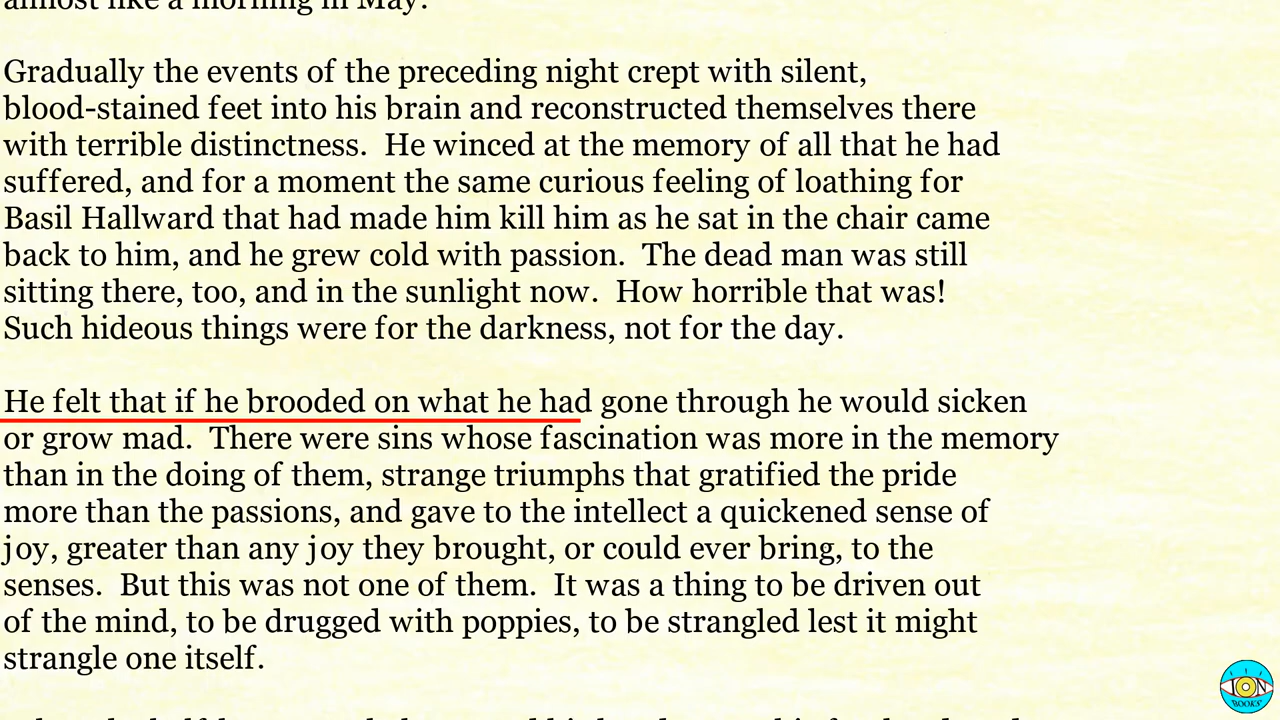 almost like a morning in May.
Gradually the events of the preceding night crept with silent,
blood-stained feet into his brain and reconstructed themselves there
with terrible distinctness.  He winced at the memory of all that he had
suffered, and for a moment the same curious feeling of loathing for
Basil Hallward that had made him kill him as he sat in the chair came
back to him, and he grew cold with passion.  The dead man was still
sitting there, too, and in the sunlight now.  How horrible that was!
Such hideous things were for the darkness, not for the day.
He felt that if he brooded on what he had gone through he would sicken
or grow mad.  There were sins whose fascination was more in the memory
than in the doing of them, strange triumphs that gratified the pride
more than the passions, and gave to the intellect a quickened sense of
joy, greater than any joy they brought, or could ever bring, to the
senses.  But this was not one of them.  It was a thing to be driven out
of the mind, to be drugged with poppies, to be strangled lest it might
strangle one itself.
ION
BOOKS